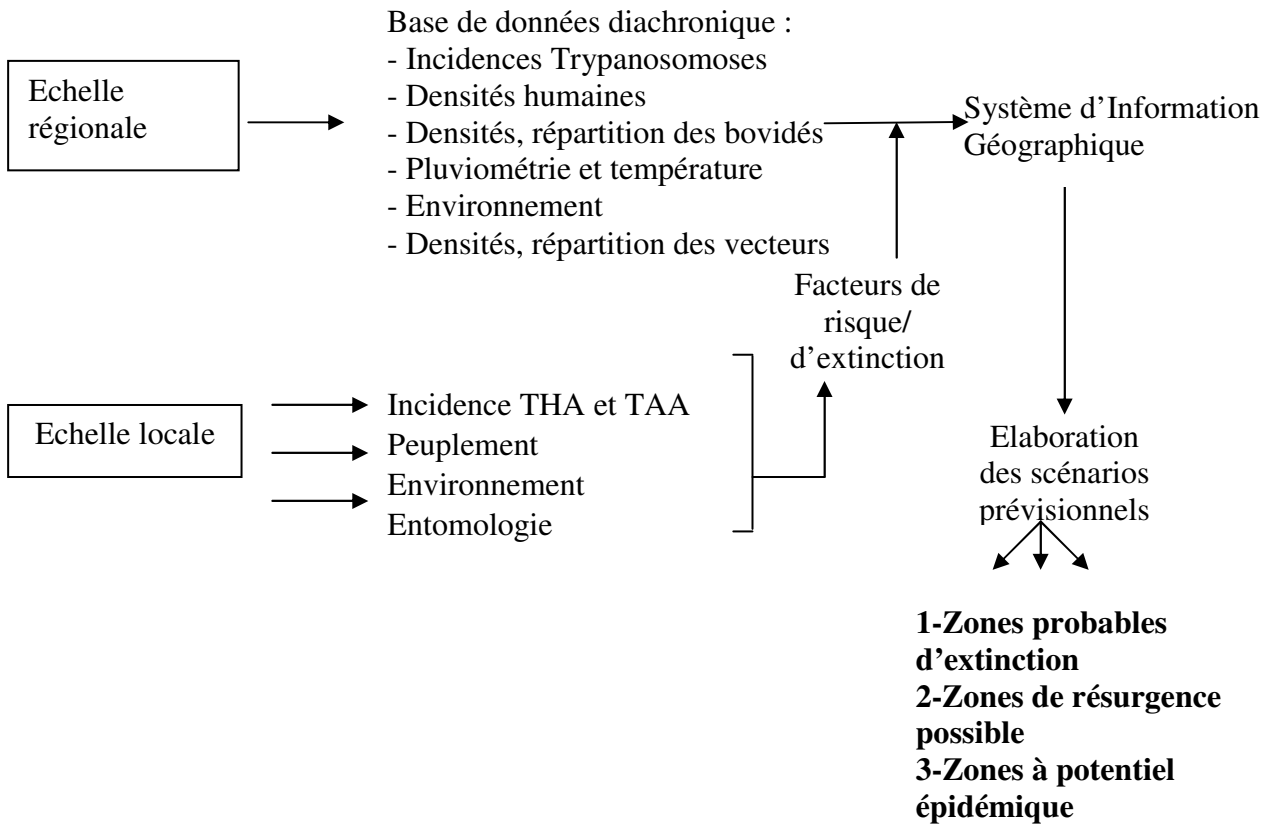 Echelle
régionale
Base de données diachronique :
- Incidences Trypanosomoses
- Densités humaines
- Densités, répartition des bovidés
- Pluviométrie et température
- Environnement
- Densités, répartition des vecteurs
Système d’Information
Géographique
Facteurs de
risque/
d’extinction
Echelle locale
Incidence THA et TAA
Peuplement
Environnement
Entomologie
Elaboration
des scénarios
prévisionnels
1-Zones probables
d’extinction
2-Zones de résurgence
possible
3-Zones à potentiel
épidémique